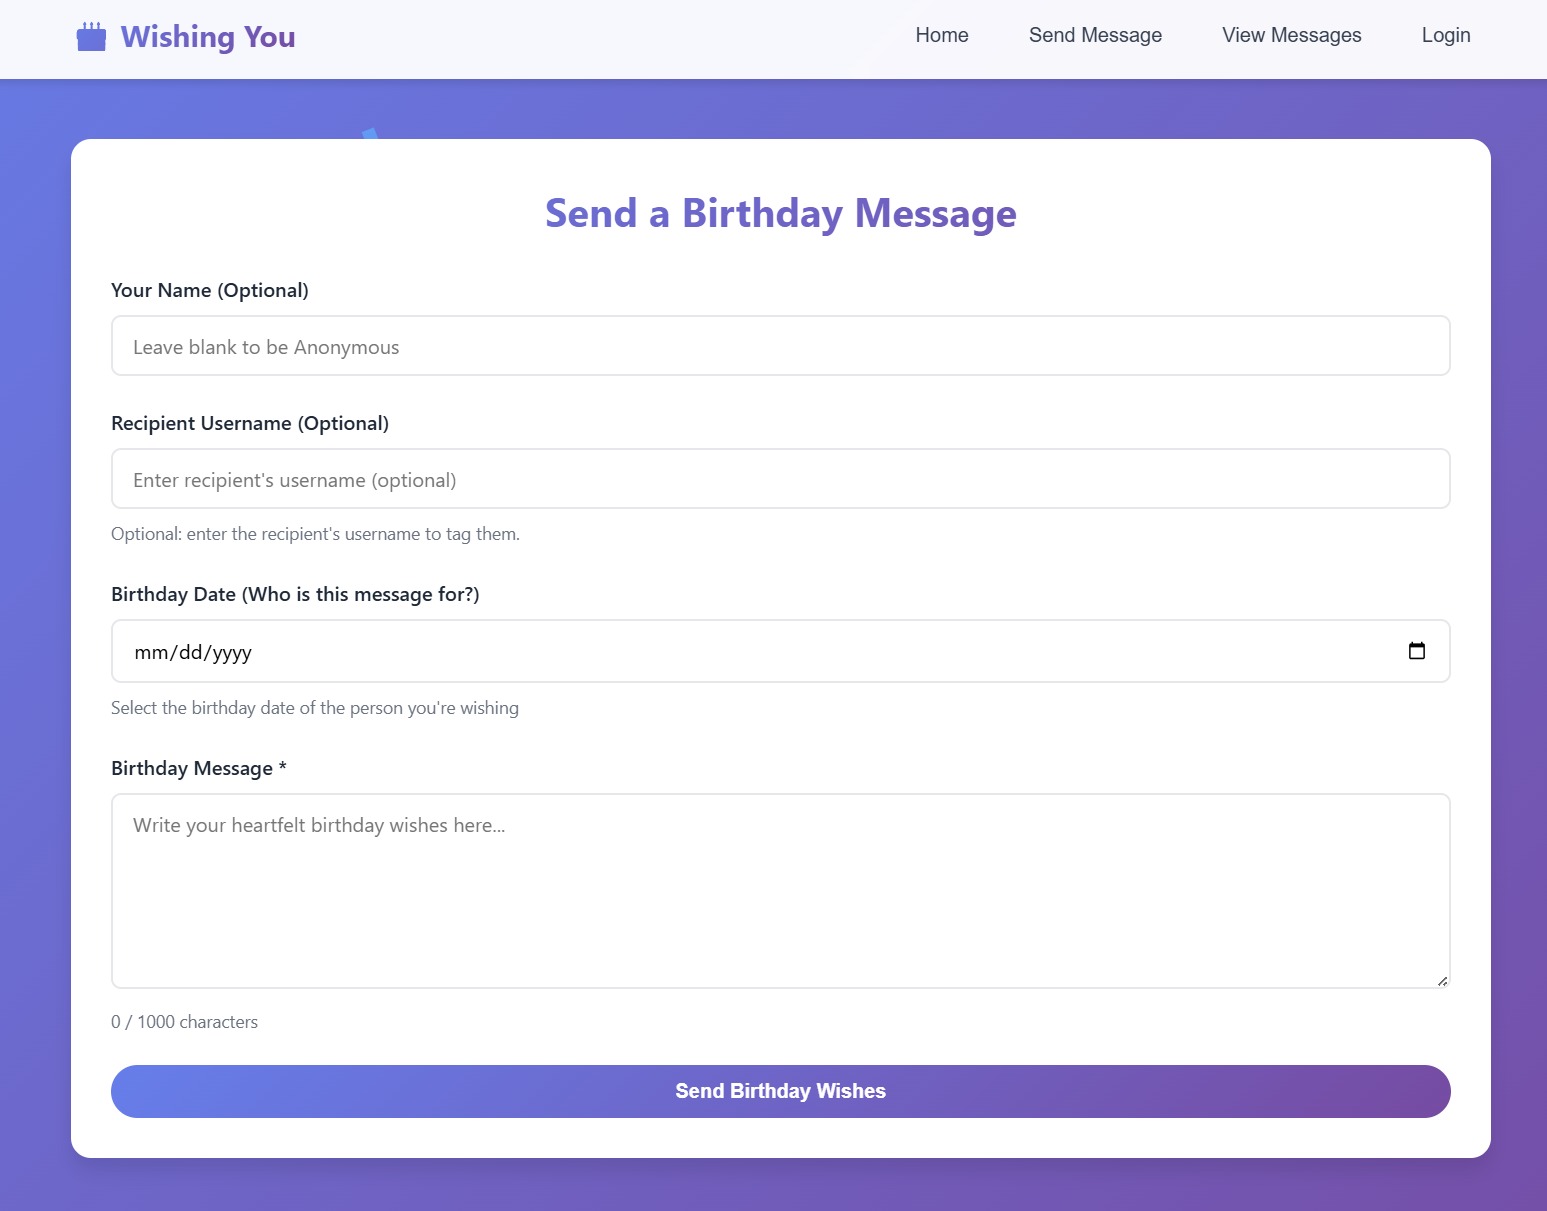 Wishing You
Home
Send Message
View Messages
Login
Send a Birthday Message
Your Name (Optional)
Leave blank to be Anonymous
Recipient Username (Optional)
Enter recipient's username (optional)
Optional: enter the recipient's username to tag them.
Birthday Date (Who is this message for?)
mm/dd/yyyy
Select the birthday date of the person you're wishing
Birthday Message *
Write your heartfelt birthday wishes here...
0 / 1000 characters
Send Birthday Wishes